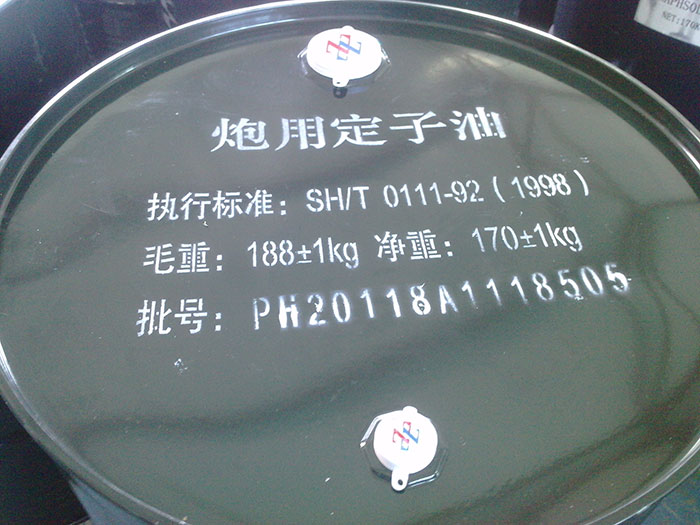 炮用定子油
执行标准：SH/T 0111-92（1998）
毛重：188±1kg 净重：170±1kg
批号：PH20118A1118505